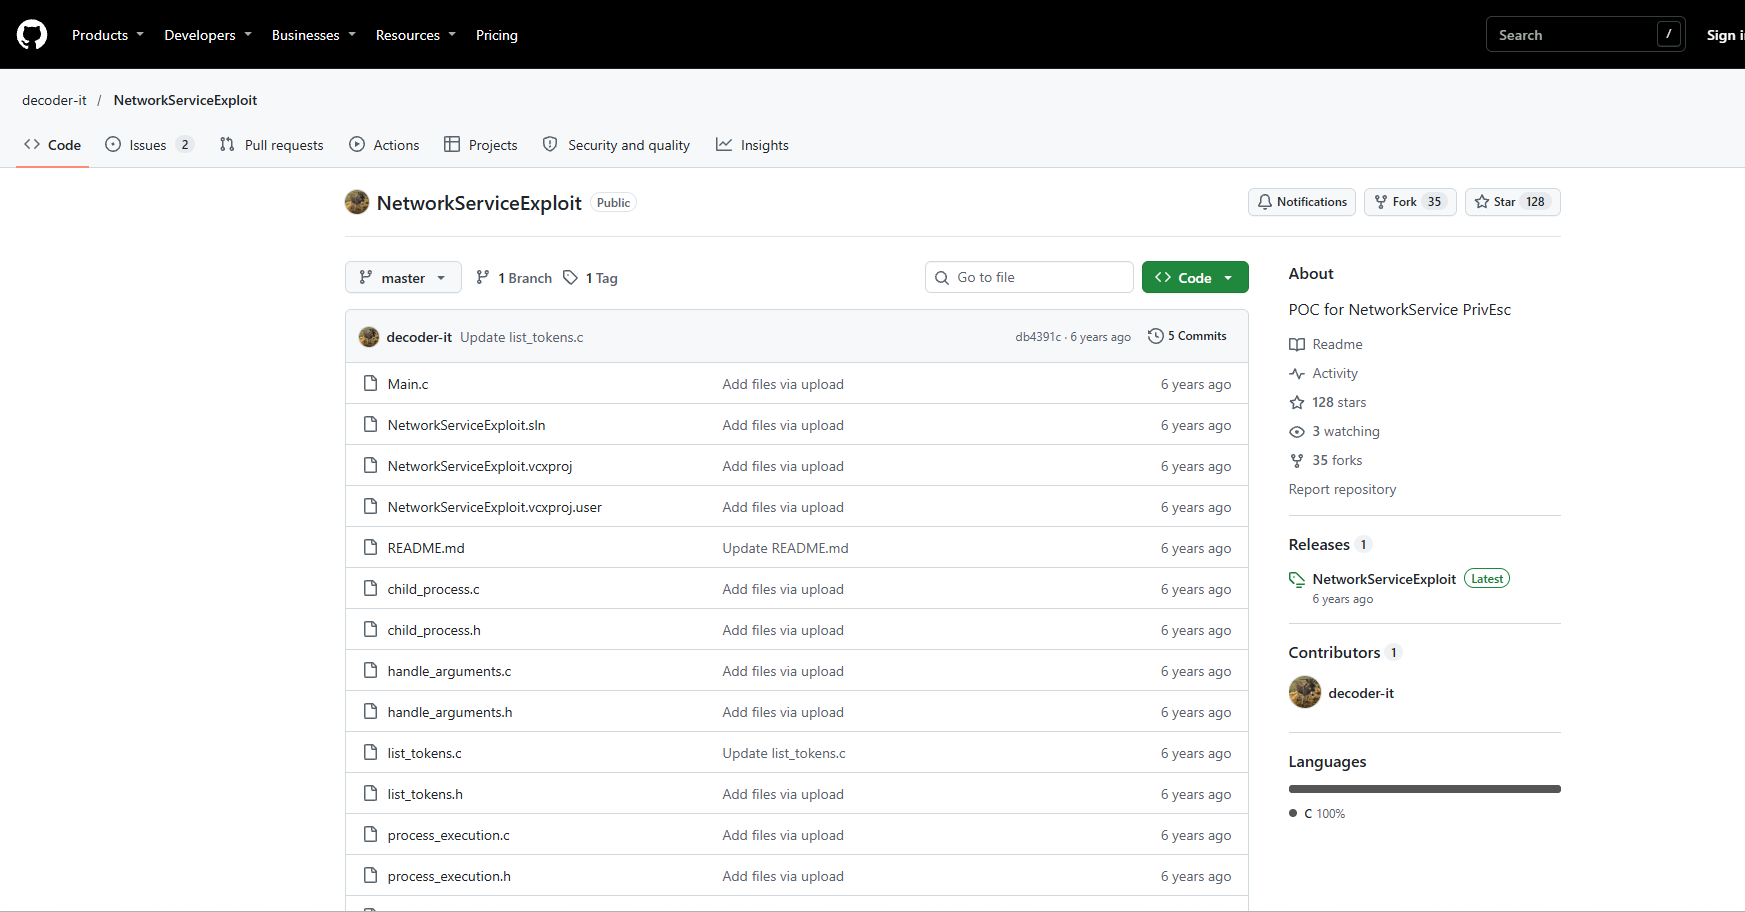 Products Developers Businesses Resources Pricing Search / Sign i
decoder-it / NetworkServiceExploit
Code Issues 2 Pull requests Actions Projects Security and quality Insights
NetworkServiceExploit Public Notifications Fork 35 Star 128
master 1 Branch 1 Tag Go to file Code
decoder-it Update list_tokens.c db4391c · 6 years ago 5 Commits
Main.c Add files via upload 6 years ago
NetworkServiceExploit.sln Add files via upload 6 years ago
NetworkServiceExploit.vcxproj Add files via upload 6 years ago
NetworkServiceExploit.vcxproj.user Add files via upload 6 years ago
README.md Update README.md 6 years ago
child_process.c Add files via upload 6 years ago
child_process.h Add files via upload 6 years ago
handle_arguments.c Add files via upload 6 years ago
handle_arguments.h Add files via upload 6 years ago
list_tokens.c Update list_tokens.c 6 years ago
list_tokens.h Add files via upload 6 years ago
process_execution.c Add files via upload 6 years ago
process_execution.h Add files via upload 6 years ago
About
POC for NetworkService PrivEsc
Readme
Activity
128 stars
3 watching
35 forks
Report repository
Releases 1
NetworkServiceExploit Latest
6 years ago
Contributors 1
decoder-it
Languages
C 100%